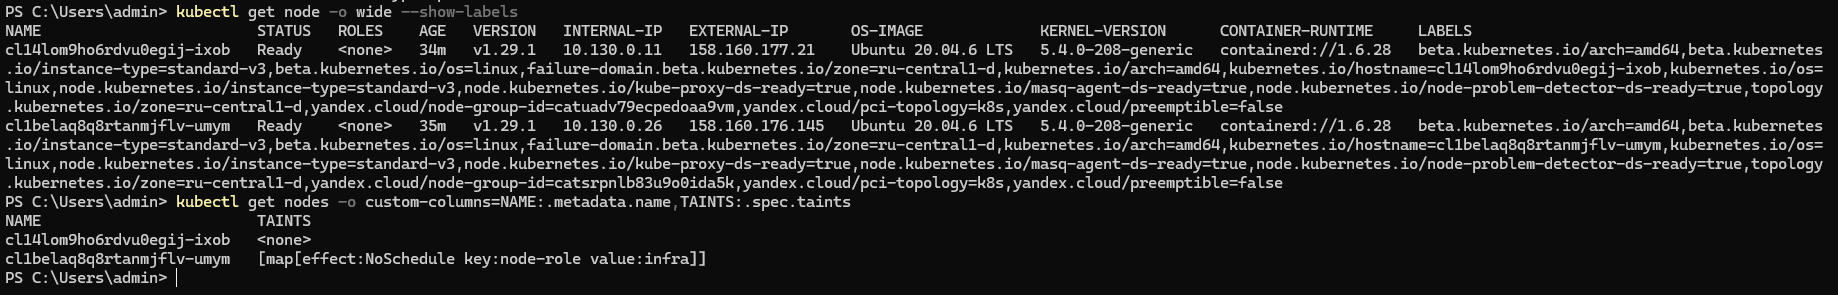 PS C:\Users\admin> kubectl get node -o wide --show-labels
NAME                        STATUS   ROLES    AGE   VERSION   INTERNAL-IP   EXTERNAL-IP       OS-IMAGE             KERNEL-VERSION      CONTAINER-RUNTIME     LABELS
cl14lom9ho6rdvu0egij-ixob   Ready    <none>   34m   v1.29.1   10.130.0.11   158.160.177.21    Ubuntu 20.04.6 LTS   5.4.0-208-generic   containerd://1.6.28   beta.kubernetes.io/arch=amd64,beta.kubernetes
.io/instance-type=standard-v3,beta.kubernetes.io/os=linux,failure-domain.beta.kubernetes.io/zone=ru-central1-d,kubernetes.io/arch=amd64,kubernetes.io/hostname=cl14lom9ho6rdvu0egij-ixob,kubernetes.io/os=
linux,node.kubernetes.io/instance-type=standard-v3,node.kubernetes.io/kube-proxy-ds-ready=true,node.kubernetes.io/masq-agent-ds-ready=true,node.kubernetes.io/node-problem-detector-ds-ready=true,topology
.kubernetes.io/zone=ru-central1-d,yandex.cloud/node-group-id=catuadv79ecpedoaa9vm,yandex.cloud/pci-topology=k8s,yandex.cloud/preemptible=false
cl1belaq8q8rtanmjflv-umym   Ready    <none>   35m   v1.29.1   10.130.0.26   158.160.176.145   Ubuntu 20.04.6 LTS   5.4.0-208-generic   containerd://1.6.28   beta.kubernetes.io/arch=amd64,beta.kubernetes
.io/instance-type=standard-v3,beta.kubernetes.io/os=linux,failure-domain.beta.kubernetes.io/zone=ru-central1-d,kubernetes.io/arch=amd64,kubernetes.io/hostname=cl1belaq8q8rtanmjflv-umym,kubernetes.io/os=
linux,node.kubernetes.io/instance-type=standard-v3,node.kubernetes.io/kube-proxy-ds-ready=true,node.kubernetes.io/masq-agent-ds-ready=true,node.kubernetes.io/node-problem-detector-ds-ready=true,topology
.kubernetes.io/zone=ru-central1-d,yandex.cloud/node-group-id=catsrpnlb83u9o0ida5k,yandex.cloud/pci-topology=k8s,yandex.cloud/preemptible=false
PS C:\Users\admin> kubectl get nodes -o custom-columns=NAME:.metadata.name,TAINTS:.spec.taints
NAME                        TAINTS
cl14lom9ho6rdvu0egij-ixob   <none>
cl1belaq8q8rtanmjflv-umym   [map[effect:NoSchedule key:node-role value:infra]]
PS C:\Users\admin>